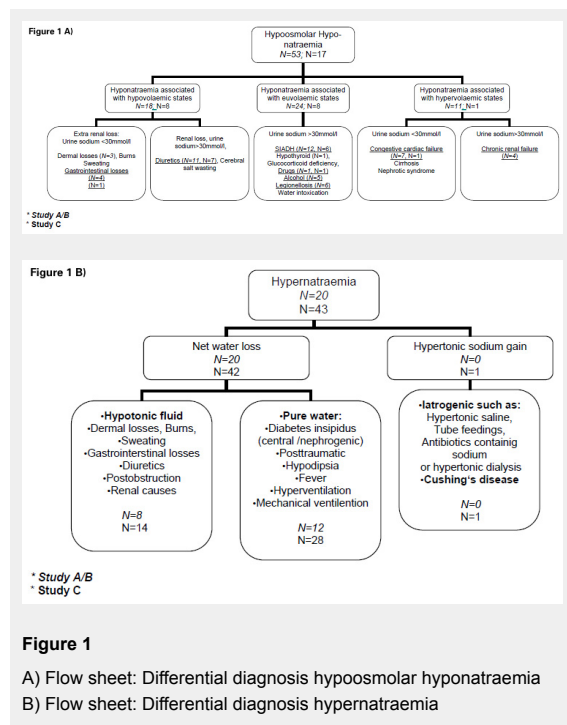 Figure 1 A)
Hypoosmolar Hypo-
natraemia
N=53; N=17
Hyponatraemia associated
with hypovolaemic states
N=18; N=8
Hyponatraemia associated
with euvolaemic states
N=24; N=8
Hyponatraemia associated
with hypervolaemic states
N=11; N=1
Extra renal loss:
Urine sodium <30mmol/l
Dermal losses (N=3), Burns
Sweating
Gastrointestinal losses
(N=4)
(N=1)
Renal loss, urine
sodium>30mmol/l,
Diuretics (N=11, N=7), Cerebral
salt wasting
Urine sodium >30mmol/l
SIADH (N=12, N=6)
Hypothyroid (N=1),
Glucocorticoid deficiency,
Drugs (N=1, N=1)
Alcohol (N=5)
Legionellosis (N=6)
Water intoxication
Urine sodium <30mmol/l
Congestive cardiac failure
(N=7, N=1)
Cirrhosis
Nephrotic syndrome
Urine sodium>30mmol/l
Chronic renal failure
(N=4)
* Study A/B
* Study C
Figure 1 B)
Hypernatraemia
N=20
N=43
Net water loss
N=20
N=42
Hypertonic sodium gain
N=0
N=1
•Hypotonic fluid
•Dermal losses, Burns,
•Sweating
•Gastrointerstinal losses
•Diuretics
•Postobstruction
•Renal causes
N=8
N=14
•Pure water:
•Diabetes insipidus
(central /nephrogenic)
•Posttraumatic
•Hypodipsia
•Fever
•Hyperventilation
•Mechanical ventilention
N=12
N=28
•Iatrogenic such as:
Hypertonic saline,
Tube feedings,
Antibiotics containig
sodium
or hypertonic dialysis
•Cushing's disease
N=0
N=1
* Study A/B
* Study C
Figure 1
A) Flow sheet: Differential diagnosis hypoosmolar hyponatraemia
B) Flow sheet: Differential diagnosis hypernatraemia